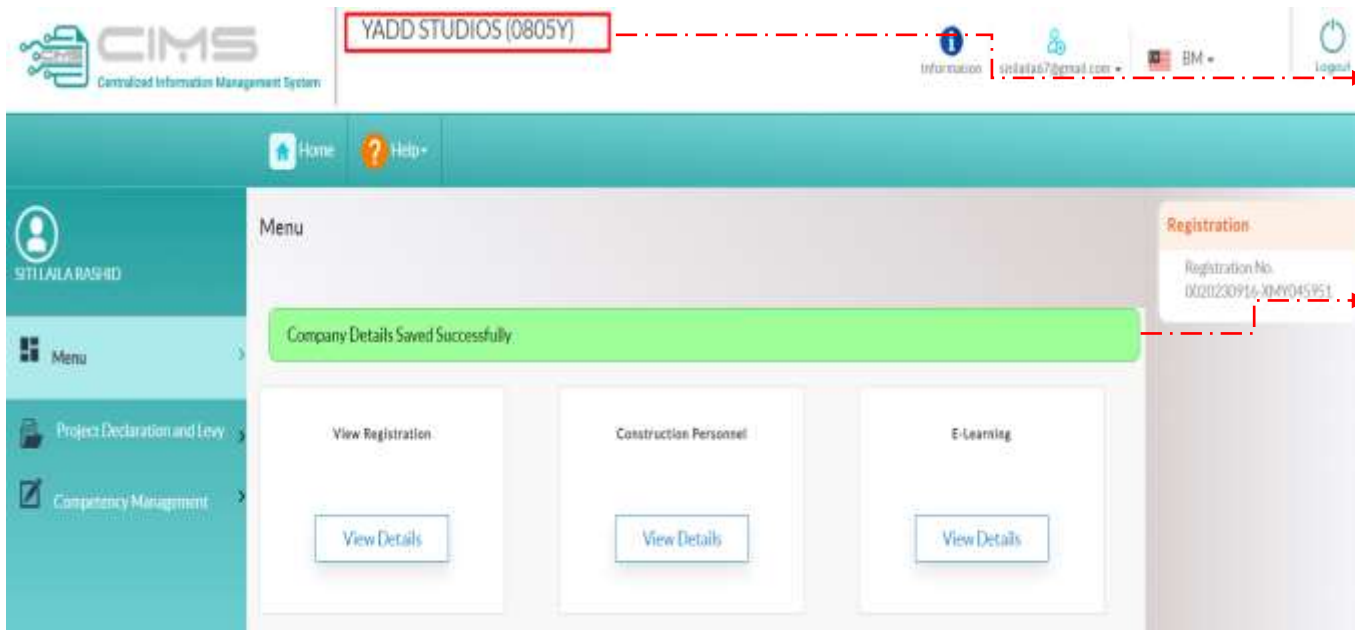 CIMS
Centralized Information Management System
YADD STUDIOS (0805Y)
Information
BM
Logout
Home
Help
SITI LAILA RASHID
Menu
Registration
Registration No.
0020230916-XMY045951
Company Details Saved Successfully
Menu
Project Declaration and Levy
Competency Management
View Registration
Construction Personnel
E-Learning
View Details
View Details
View Details